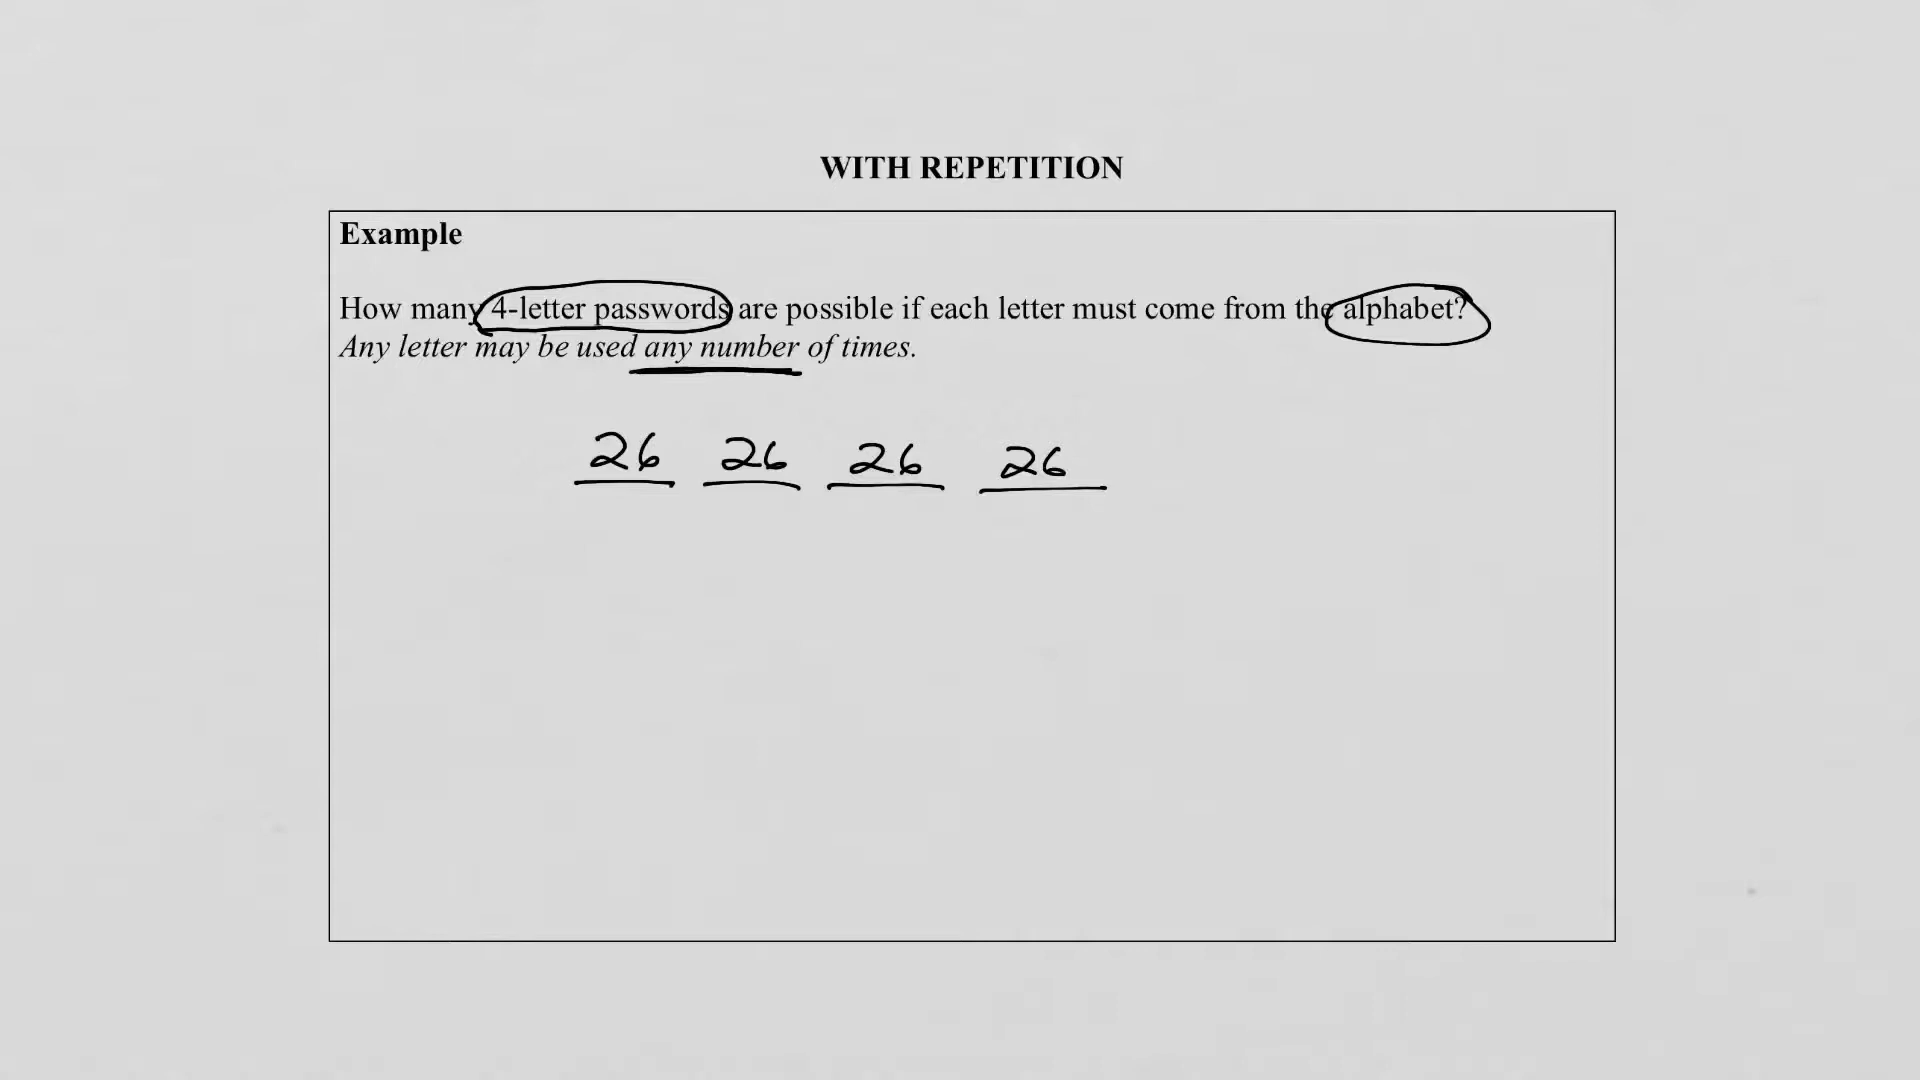 WITH REPETITION
Example
How many 4-letter passwords are possible if each letter must come from the alphabet?
Any letter may be used any number of times.
26 26 26 26